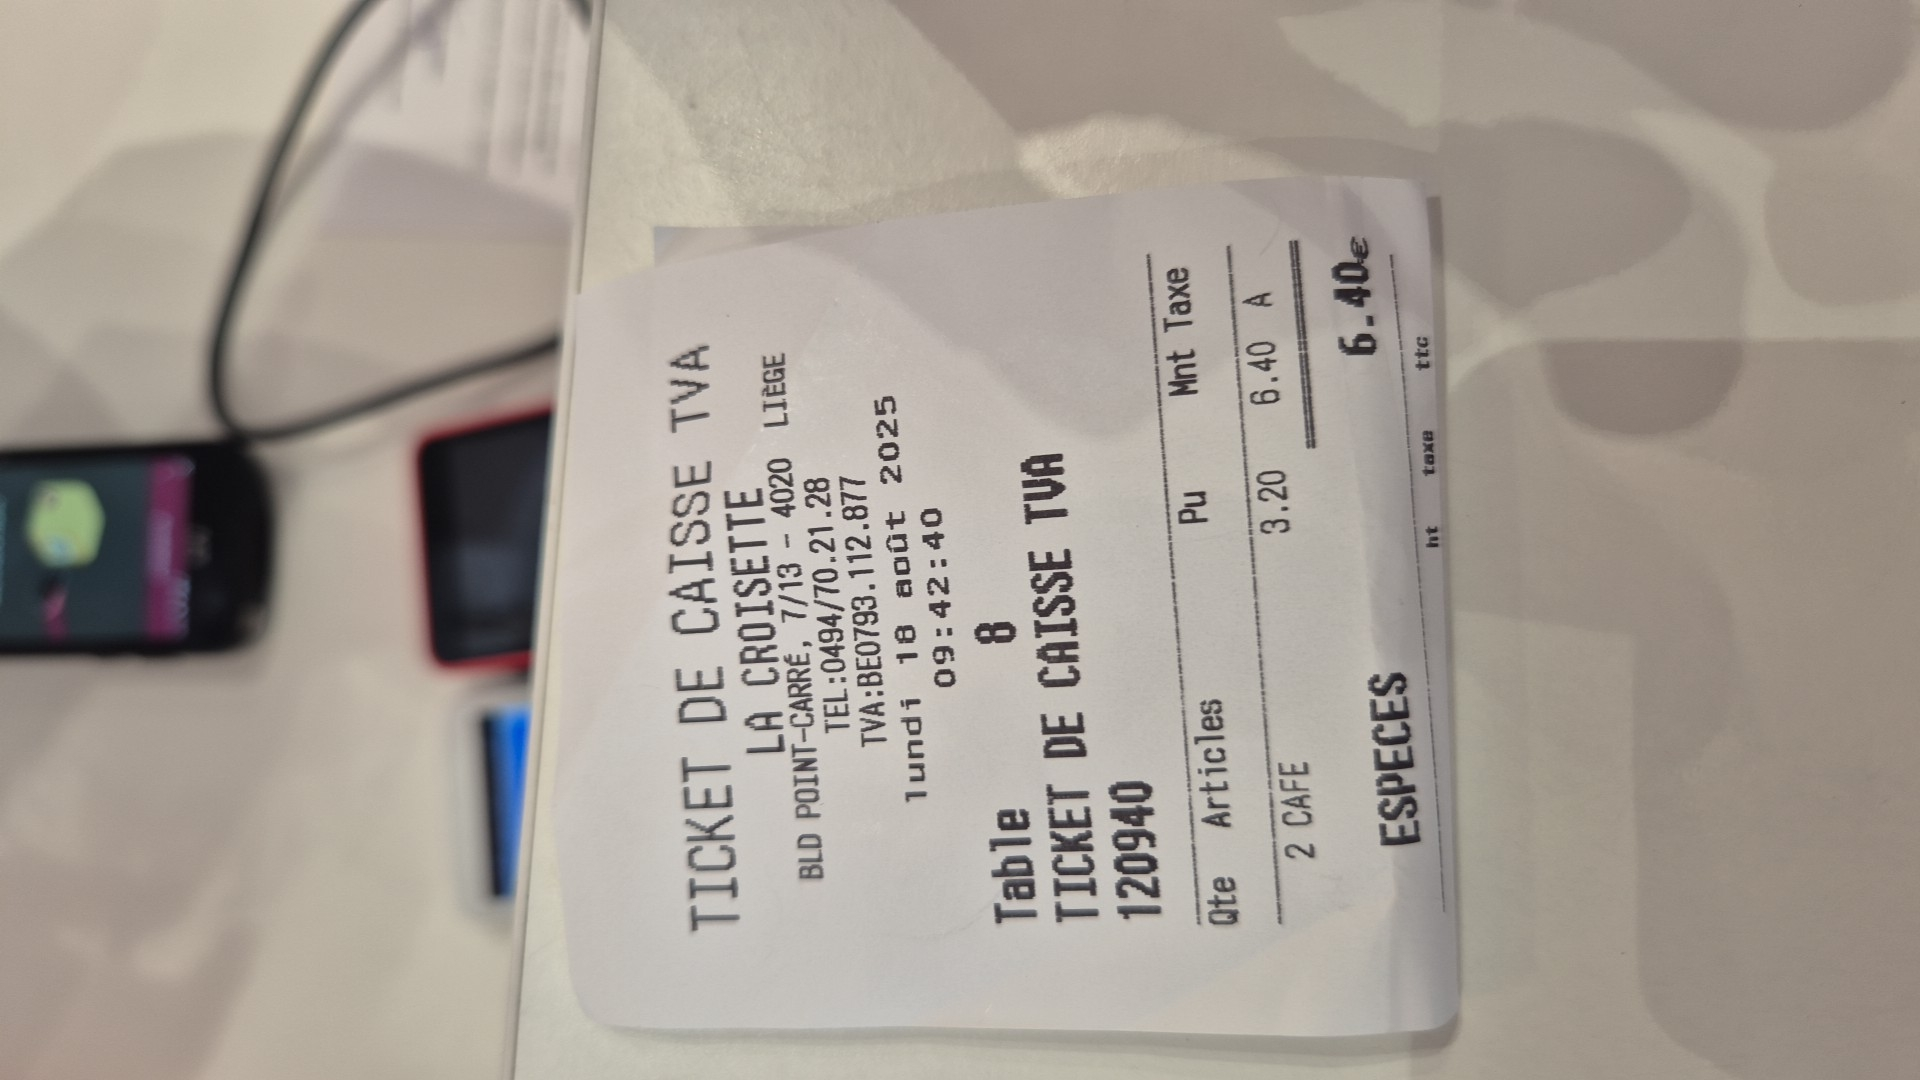 TICKET DE CAISSE TVA
LA CROISETTE
BLD POINT-CARRÉ, 7/13 - 4020 LIÈGE
TEL:0494/70.21.28
TVA:BE0793.112.877
lundi 18 août 2025
09:42:40
Table 8
TICKET DE CAISSE TVA
120940
Qte Articles Pu Mnt Taxe
2 CAFE 3.20 6.40 A
ESPECES 6.40€
ht taxe ttc